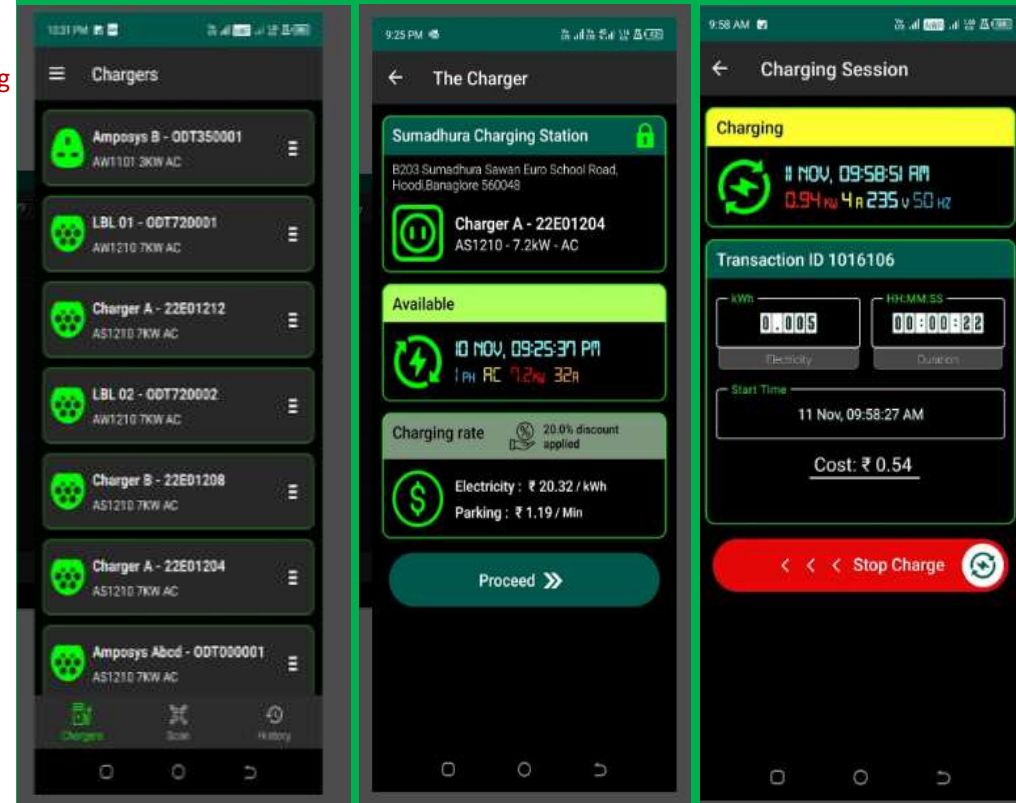 g
10:31 PM
Chargers
Amposys B - ODT350001
AW1101 3KW AC
LBL 01 - ODT720001
AW1210 7KW AC
Charger A - 22E01212
AS1210 7KW AC
LBL 02 - ODT720002
AW1210 7KW AC
Charger B - 22E01208
AS1210 7KW AC
Charger A - 22E01204
AS1210 7KW AC
Amposys Abcd - ODT000001
AS1210 7KW AC
Chargers Scan History
9:25 PM
The Charger
Sumadhura Charging Station
B203 Sumadhura Sawan Euro School Road,
Hoodi,Banaglore 560048
Charger A - 22E01204
AS1210 - 7.2kW - AC
Available
10 NOV, 09:25:37 PM
1 PH AC 7.2KW 32A
Charging rate
20.0% discount
applied
$
Electricity : ₹ 20.32 / kWh
Parking : ₹ 1.19 / Min
Proceed
9:58 AM
Charging Session
Charging
11 NOV, 09:58:51 AM
0.94 KW 4 A 235 V 50 HZ
Transaction ID 1016106
kWh HH:MM:SS
0.005 00:00:22
Electricity Duration
Start Time
11 Nov, 09:58:27 AM
Cost: ₹ 0.54
< < < Stop Charge